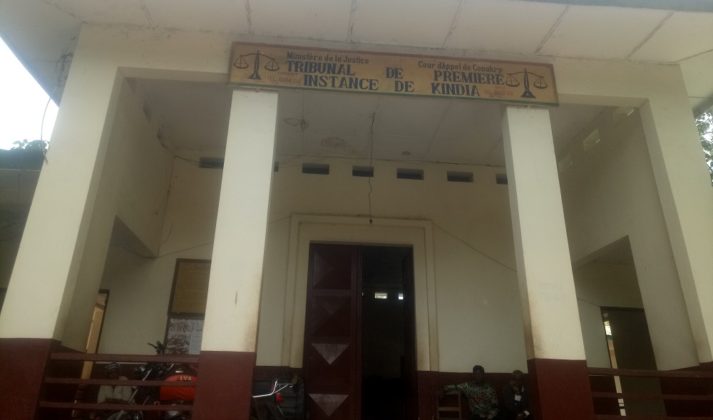 Ministère de la Justice Cour d'Appel de Conakry
TRIBUNAL DE PREMIERE
INSTANCE DE KINDIA